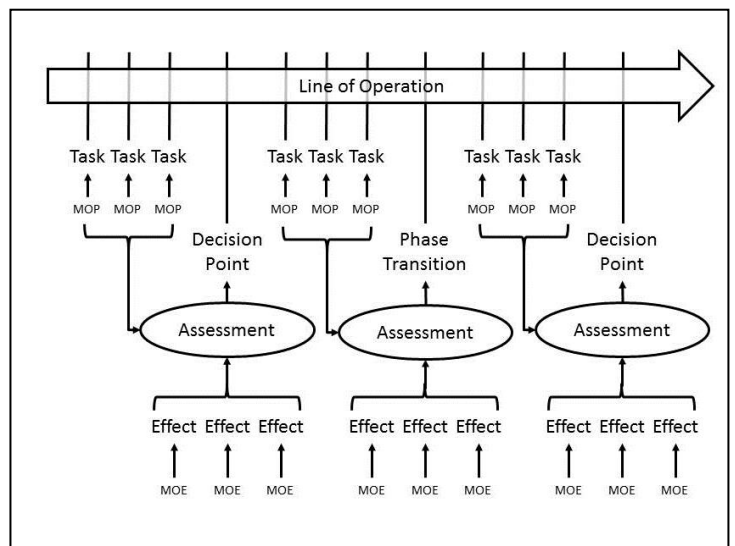 Line of Operation
Task Task Task Task Task Task Task Task Task
MOP MOP MOP MOP MOP MOP MOP MOP MOP
Decision Point
Phase Transition
Decision Point
Assessment Assessment Assessment
Effect Effect Effect Effect Effect Effect Effect Effect Effect
MOE MOE MOE MOE MOE MOE MOE MOE MOE